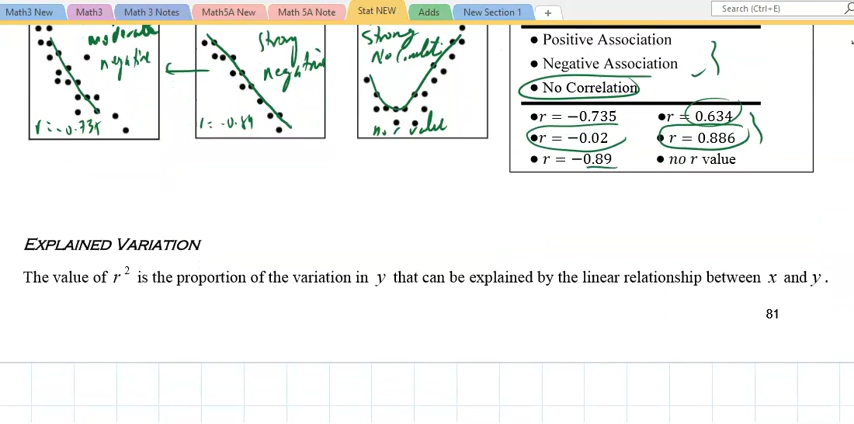 Math3 New
Math3
Math 3 Notes
Math5A New
Math 5A Note
Stat NEW
Adds
New Section 1
+
Search (Ctrl+E)
moderate
negative
r = -0.735
strong
negative
r = -0.89
Strong
No Correlation
no r value
• Positive Association
• Negative Association
• No Correlation
• r = −0.735 • r = 0.634
• r = −0.02 • r = 0.886
• r = −0.89 • no r value
EXPLAINED VARIATION
The value of r² is the proportion of the variation in y that can be explained by the linear relationship between x and y.
81